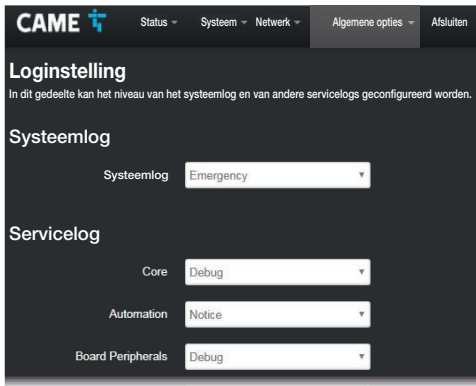 CAME Status Systeem Netwerk Algemene opties Afsluiten
Loginstelling
In dit gedeelte kan het niveau van het systeemlog en van andere servicelogs geconfigureerd worden.
Systeemlog
Systeemlog Emergency
Servicelog
Core Debug
Automation Notice
Board Peripherals Debug